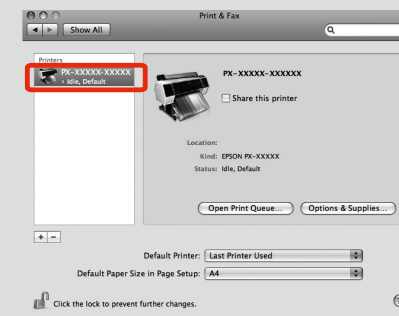 Print & Fax
Show All
Printers
PX-XXXXX-XXXXX
Idle, Default
PX-XXXXX-XXXXXX
Share this printer
Location:
Kind: EPSON PX-XXXXX
Status: Idle, Default
Open Print Queue...
Options & Supplies...
+ −
Default Printer: Last Printer Used
Default Paper Size in Page Setup: A4
Click the lock to prevent further changes.
?